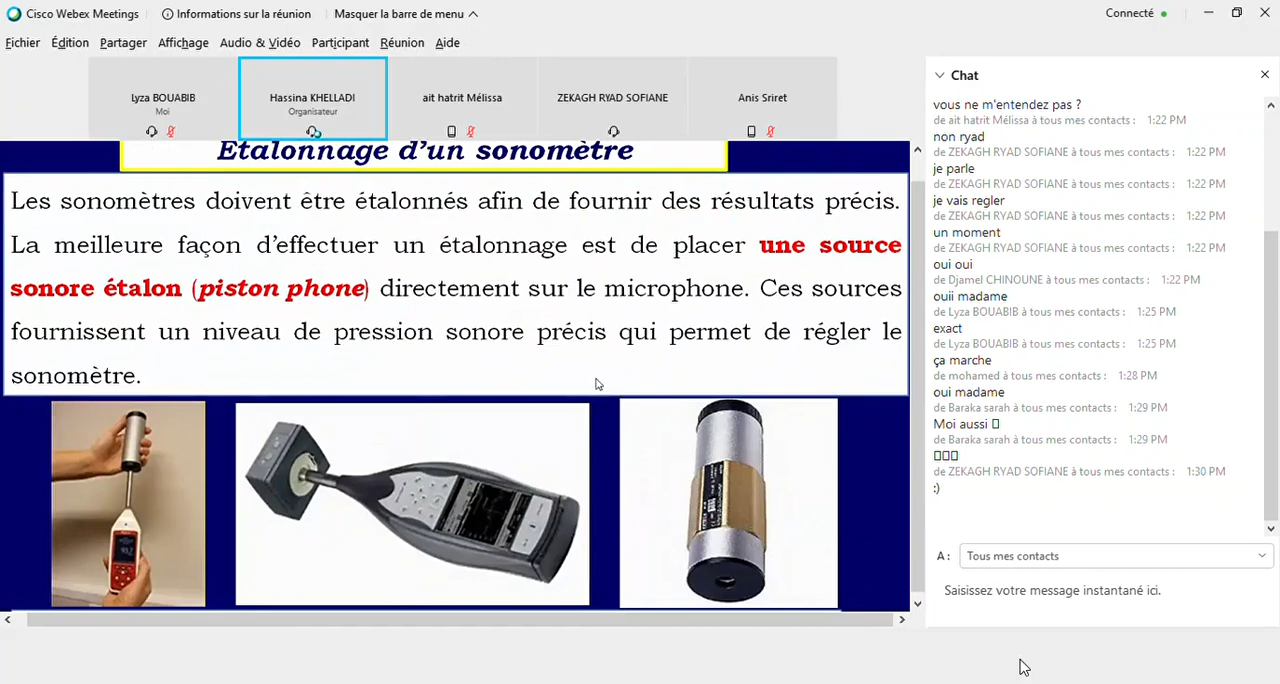 Cisco Webex Meetings
Informations sur la réunion
Masquer la barre de menu
Connecté
Fichier
Édition
Partager
Affichage
Audio & Vidéo
Participant
Réunion
Aide
Lyza BOUABIB
Moi
Hassina KHELLADI
Organisateur
ait hatrit Mélissa
ZEKAGH RYAD SOFIANE
Anis Sriret
Etalonnage d'un sonomètre
Les sonomètres doivent être étalonnés afin de fournir des résultats précis.
La meilleure façon d'effectuer un étalonnage est de placer une source
sonore étalon (piston phone) directement sur le microphone. Ces sources
fournissent un niveau de pression sonore précis qui permet de régler le
sonomètre.
Chat
vous ne m'entendez pas ?
de ait hatrit Mélissa à tous mes contacts : 1:22 PM
non ryad
de ZEKAGH RYAD SOFIANE à tous mes contacts : 1:22 PM
je parle
de ZEKAGH RYAD SOFIANE à tous mes contacts : 1:22 PM
je vais regler
de ZEKAGH RYAD SOFIANE à tous mes contacts : 1:22 PM
un moment
de ZEKAGH RYAD SOFIANE à tous mes contacts : 1:22 PM
oui oui
de Djamel CHINOUNE à tous mes contacts : 1:22 PM
ouii madame
de Lyza BOUABIB à tous mes contacts : 1:25 PM
exact
de Lyza BOUABIB à tous mes contacts : 1:25 PM
ça marche
de mohamed à tous mes contacts : 1:28 PM
oui madame
de Baraka sarah à tous mes contacts : 1:29 PM
Moi aussi
de Baraka sarah à tous mes contacts : 1:29 PM
de ZEKAGH RYAD SOFIANE à tous mes contacts : 1:30 PM
:)
A : Tous mes contacts
Saisissez votre message instantané ici.